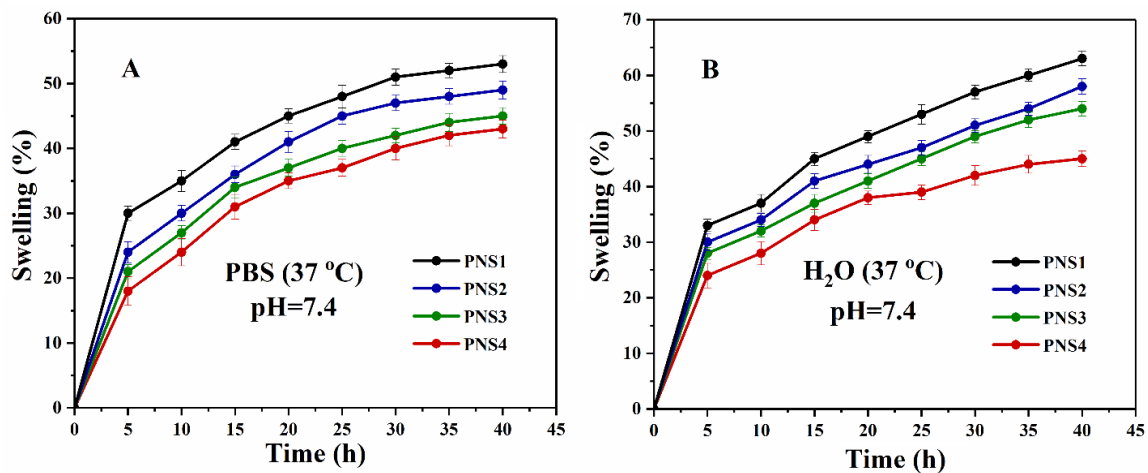 A
Swelling (%)
60
50
40
30
20
10
0
PBS (37 °C)
pH=7.4
PNS1
PNS2
PNS3
PNS4
0 5 10 15 20 25 30 35 40 45
Time (h)
B
Swelling (%)
70
60
50
40
30
20
10
0
H₂O (37 °C)
pH=7.4
PNS1
PNS2
PNS3
PNS4
0 5 10 15 20 25 30 35 40 45
Time (h)